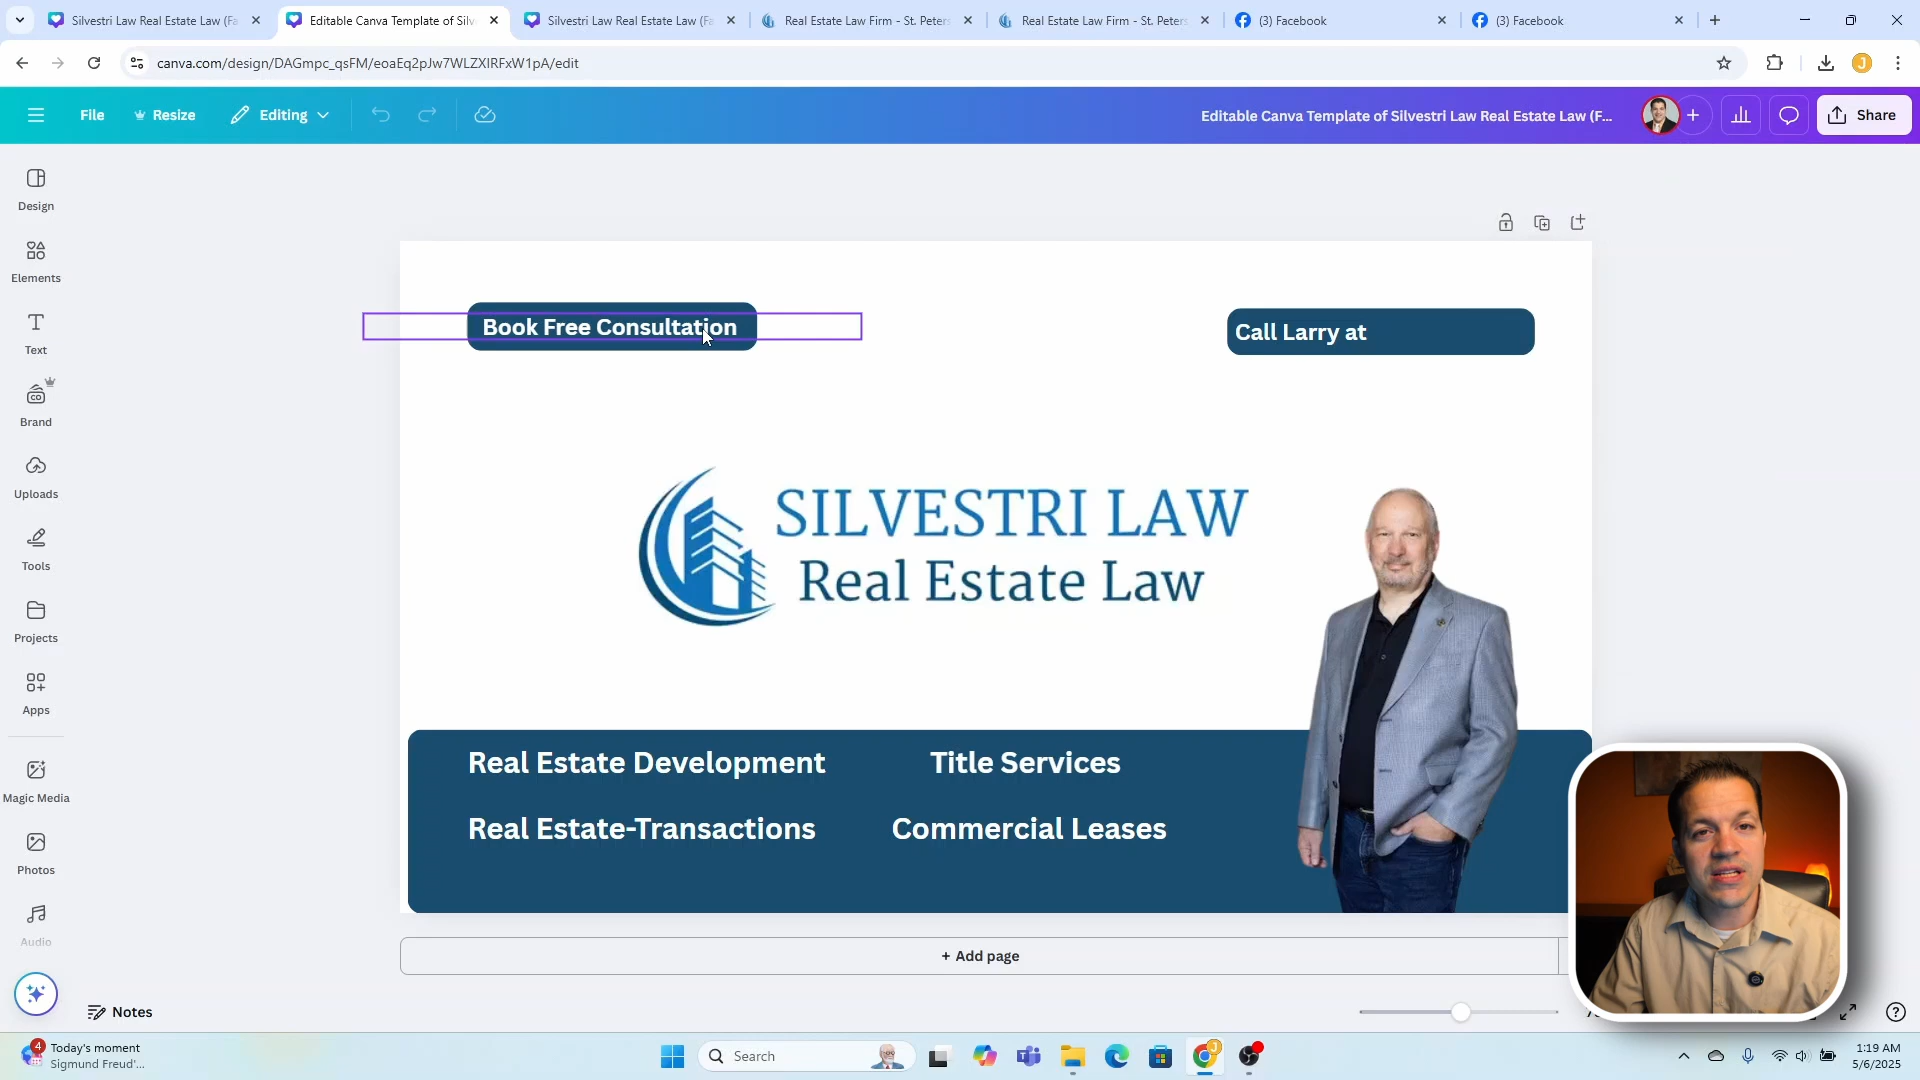 Silvestri Law Real Estate Law (Fa
Editable Canva Template of Silv
Silvestri Law Real Estate Law (Fa
Real Estate Law Firm - St. Peters
Real Estate Law Firm - St. Peters
(3) Facebook
(3) Facebook
canva.com/design/DAGmpc_qsFM/eoaEq2pJw7WLZXIRFxW1pA/edit
J
File
Resize
Editing
Editable Canva Template of Silvestri Law Real Estate Law (F...
Share
Design
Elements
Text
Brand
Uploads
Tools
Projects
Apps
Magic Media
Photos
Audio
Book Free Consultation
Call Larry at
SILVESTRI LAW
Real Estate Law
Real Estate Development
Title Services
Real Estate-Transactions
Commercial Leases
+ Add page
Notes
4
Today's moment
Sigmund Freud'...
Search
1:19 AM
5/6/2025